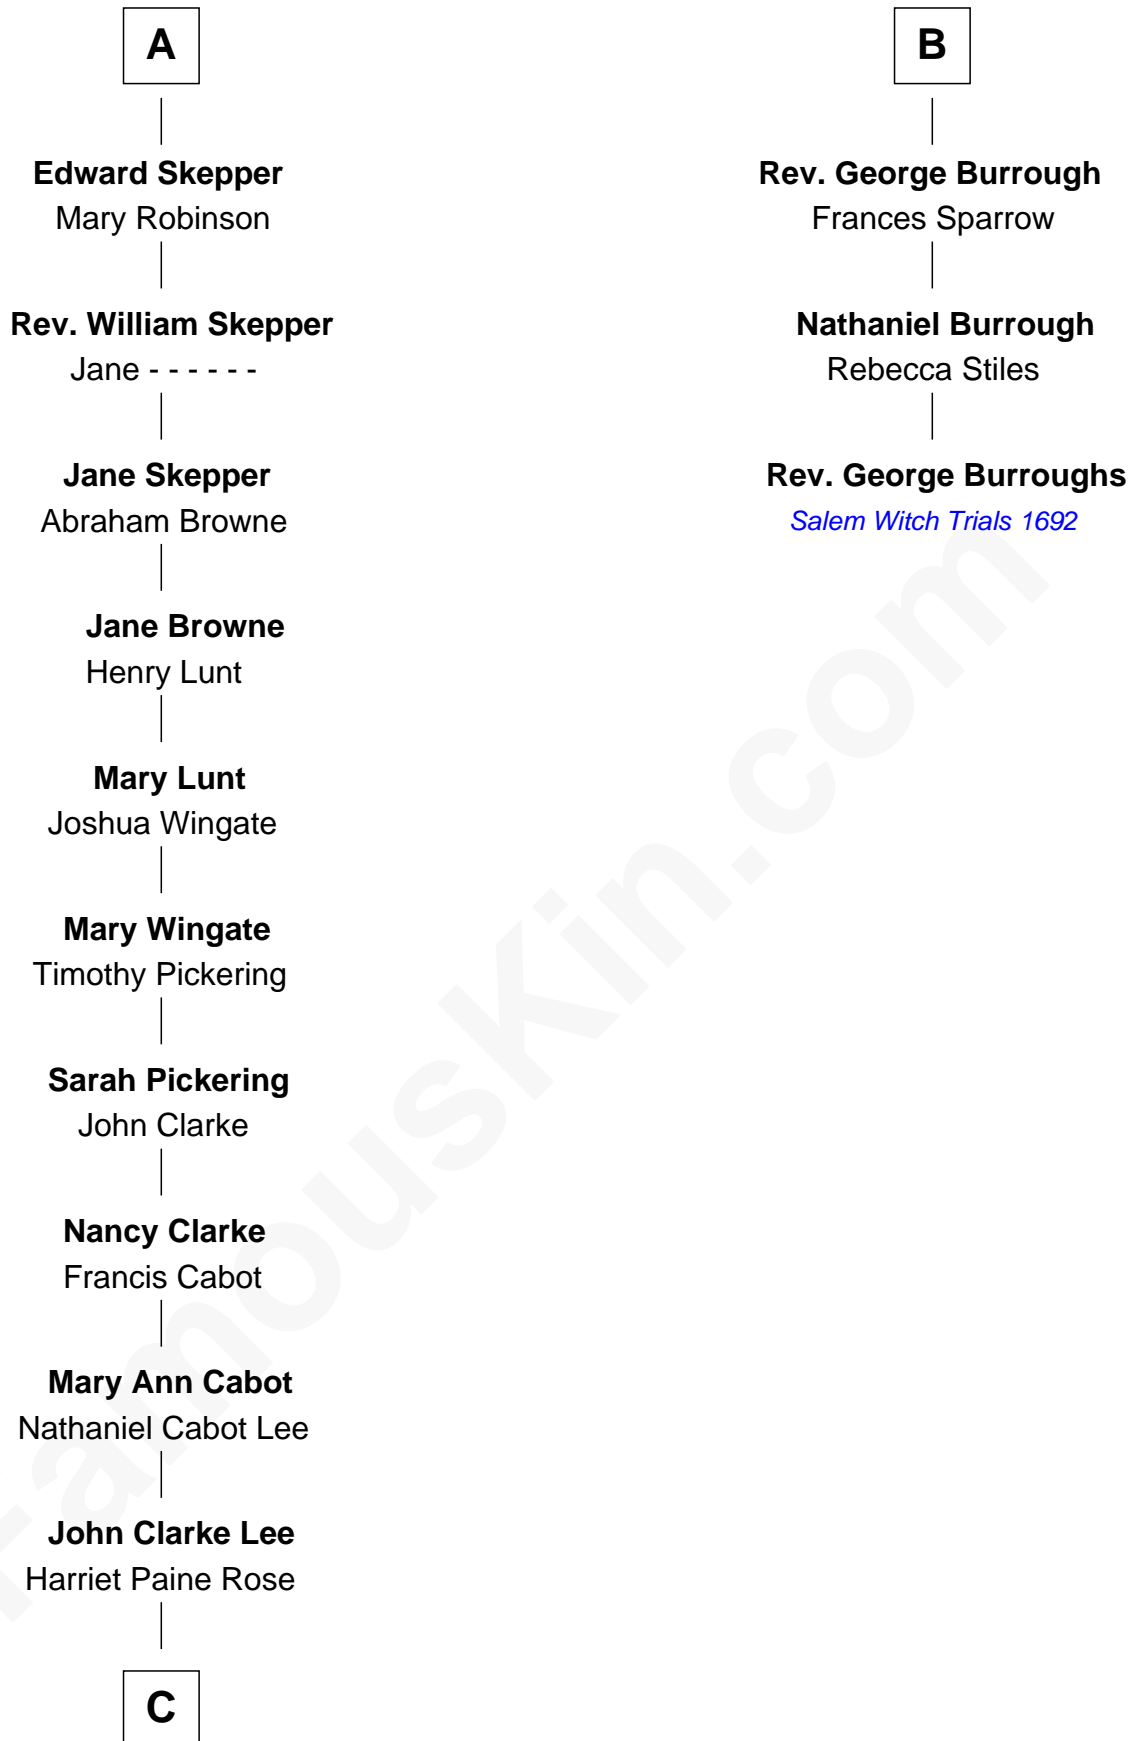 A
Edward Skepper
Mary Robinson
Rev. William Skepper
Jane - - - - - -
Jane Skepper
Abraham Browne
Jane Browne
Henry Lunt
Mary Lunt
Joshua Wingate
Mary Wingate
Timothy Pickering
Sarah Pickering
John Clarke
Nancy Clarke
Francis Cabot
Mary Ann Cabot
Nathaniel Cabot Lee
John Clarke Lee
Harriet Paine Rose
C
B
Rev. George Burrough
Frances Sparrow
Nathaniel Burrough
Rebecca Stiles
Rev. George Burroughs
Salem Witch Trials 1692
FamousKin.com